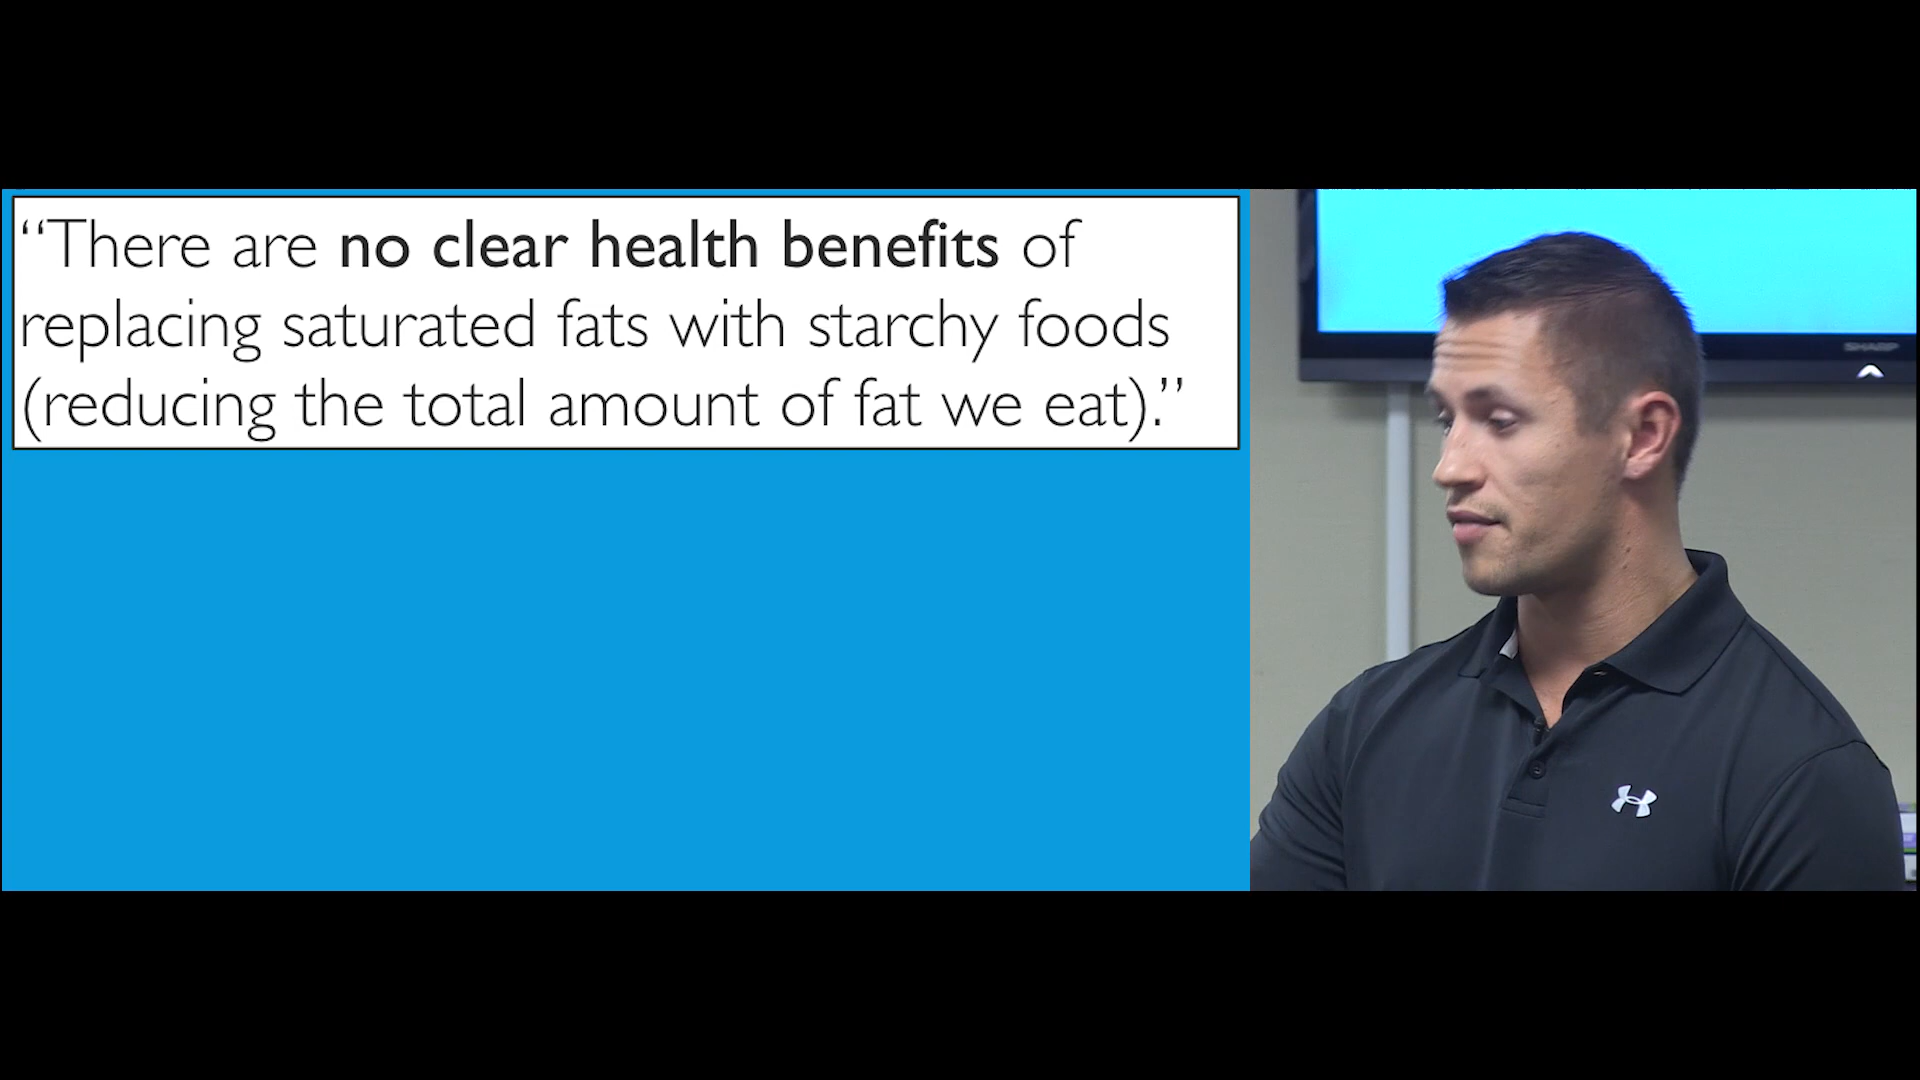 “There are no clear health benefits of
replacing saturated fats with starchy foods
(reducing the total amount of fat we eat).”
SHARP